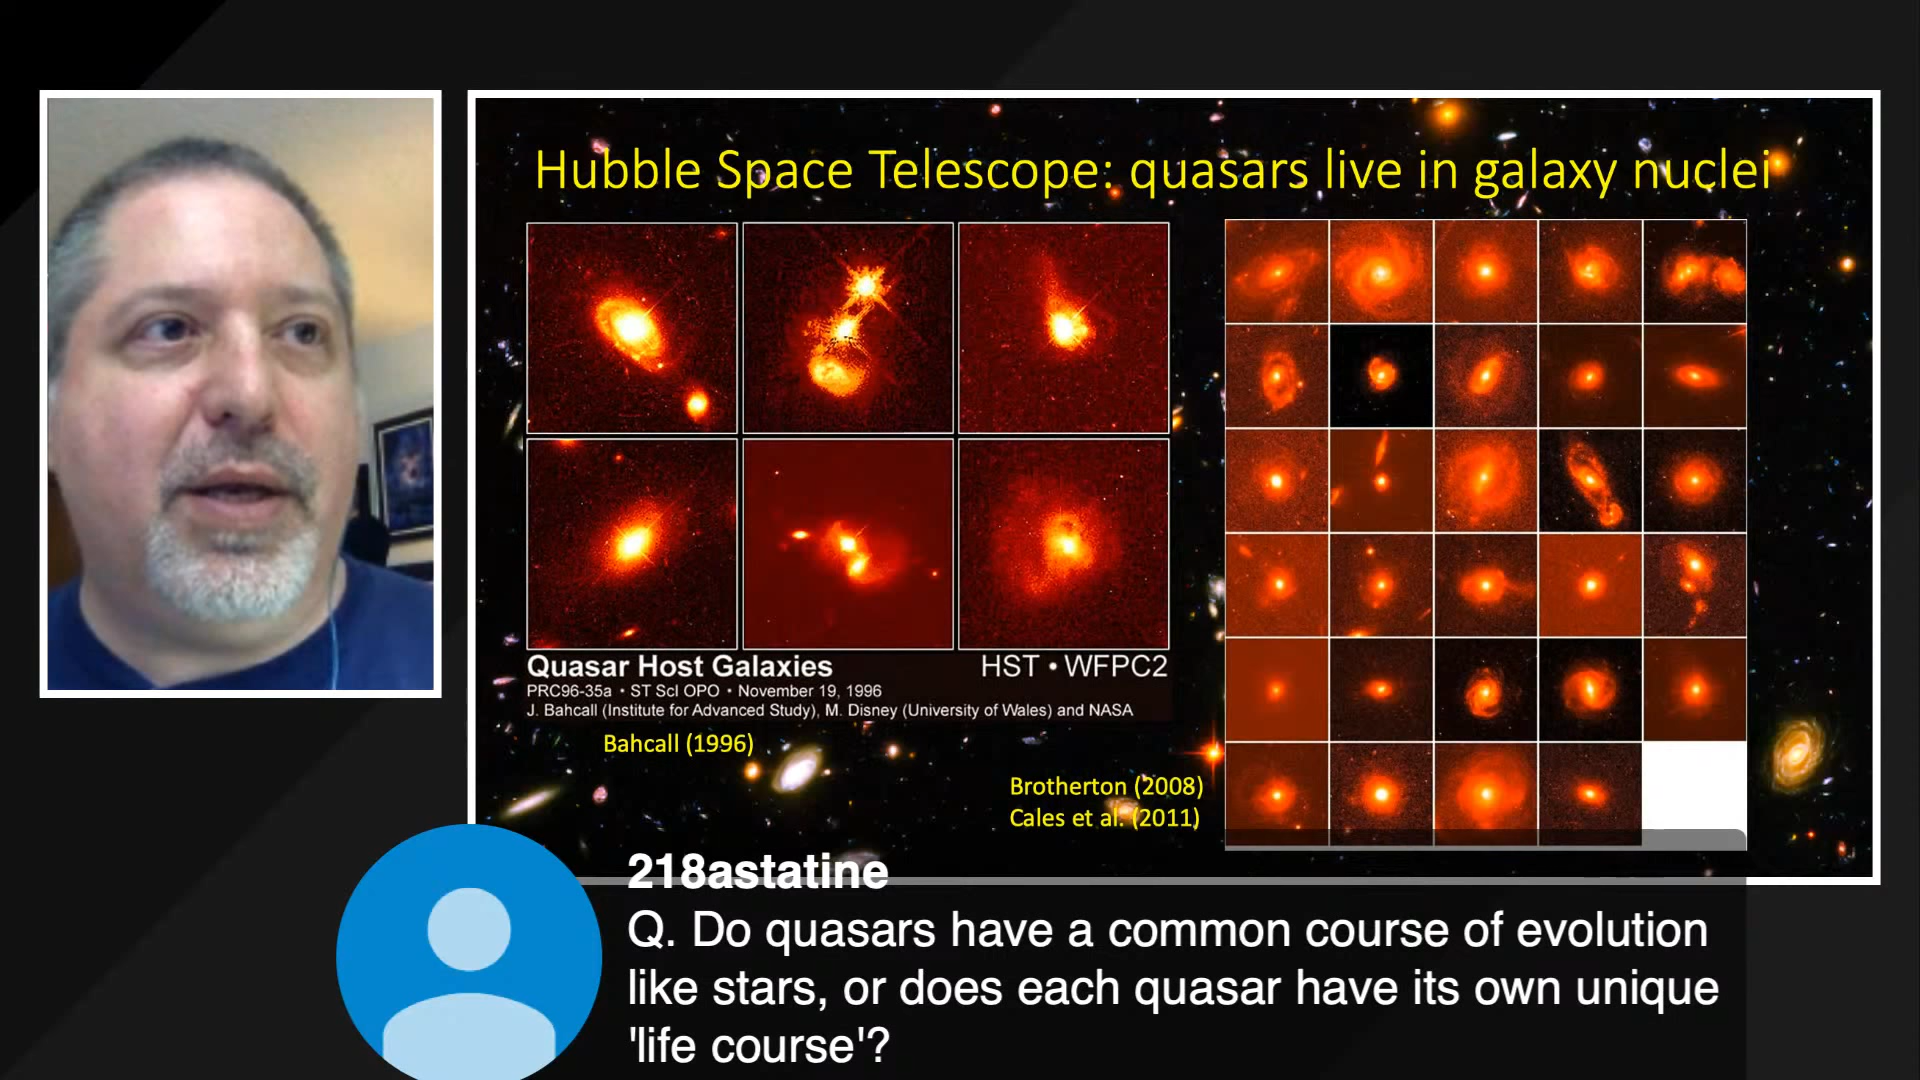 Hubble Space Telescope: quasars live in galaxy nuclei
Quasar Host Galaxies
HST • WFPC2
PRC96-35a • ST ScI OPO • November 19, 1996
J. Bahcall (Institute for Advanced Study), M. Disney (University of Wales) and NASA
Bahcall (1996)
Brotherton (2008)
Cales et al. (2011)
218astatine
Q. Do quasars have a common course of evolution
like stars, or does each quasar have its own unique
'life course'?